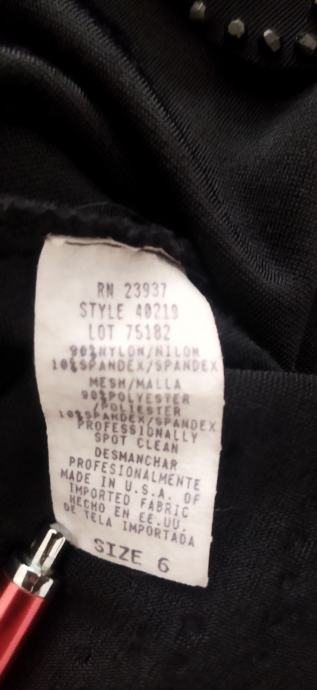 RN 23937
STYLE 40219
LOT 75182
90%NYLON/NILON
10%SPANDEX/SPANDEX
MESH/MALLA
90%POLYESTER
/POLIESTER
10%SPANDEX/SPANDEX
PROFESSIONALLY
SPOT CLEAN
DESMANCHAR
PROFESIONALMENTE
MADE IN U.S.A. OF
IMPORTED FABRIC
HECHO EN EE.UU.
DE TELA IMPORTADA
SIZE 6